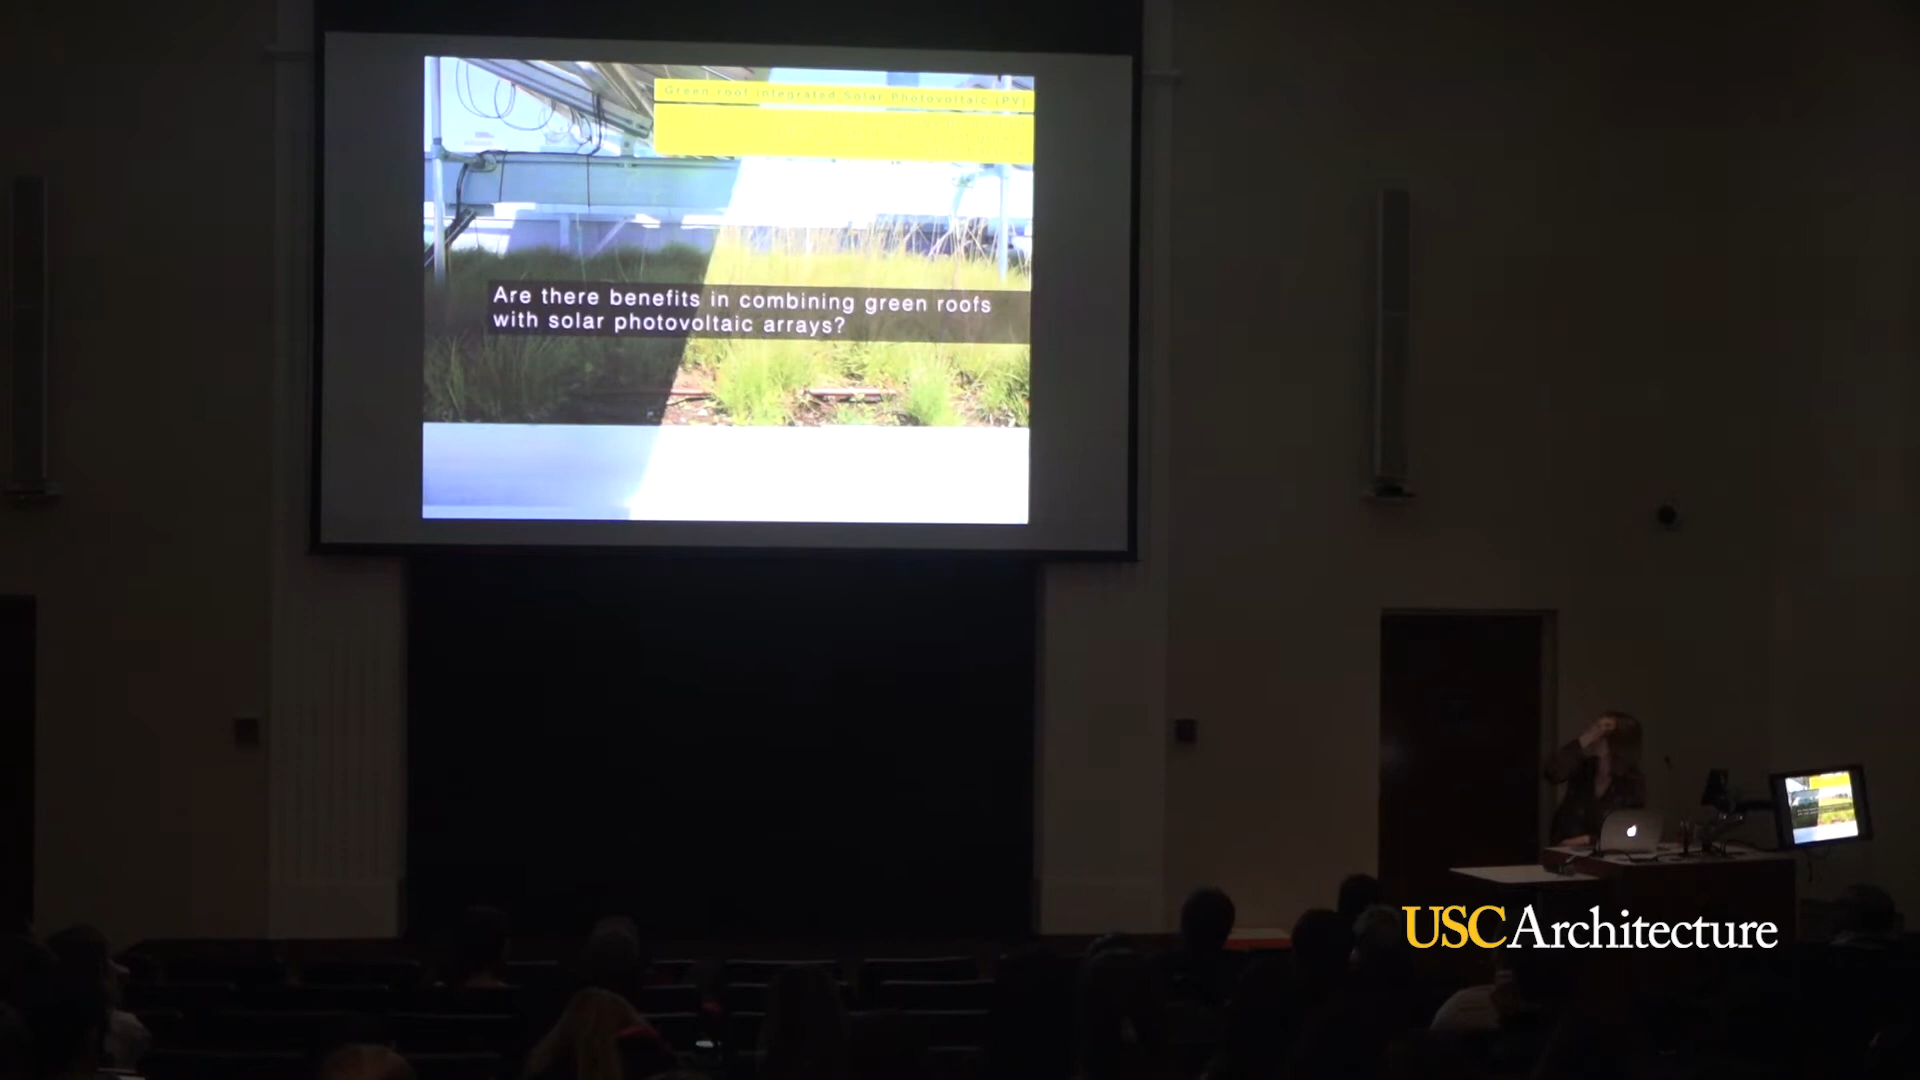 Green roof integrated Solar Photovoltaic (PV)
Are there benefits in combining green roofs
with solar photovoltaic arrays?
USCArchitecture